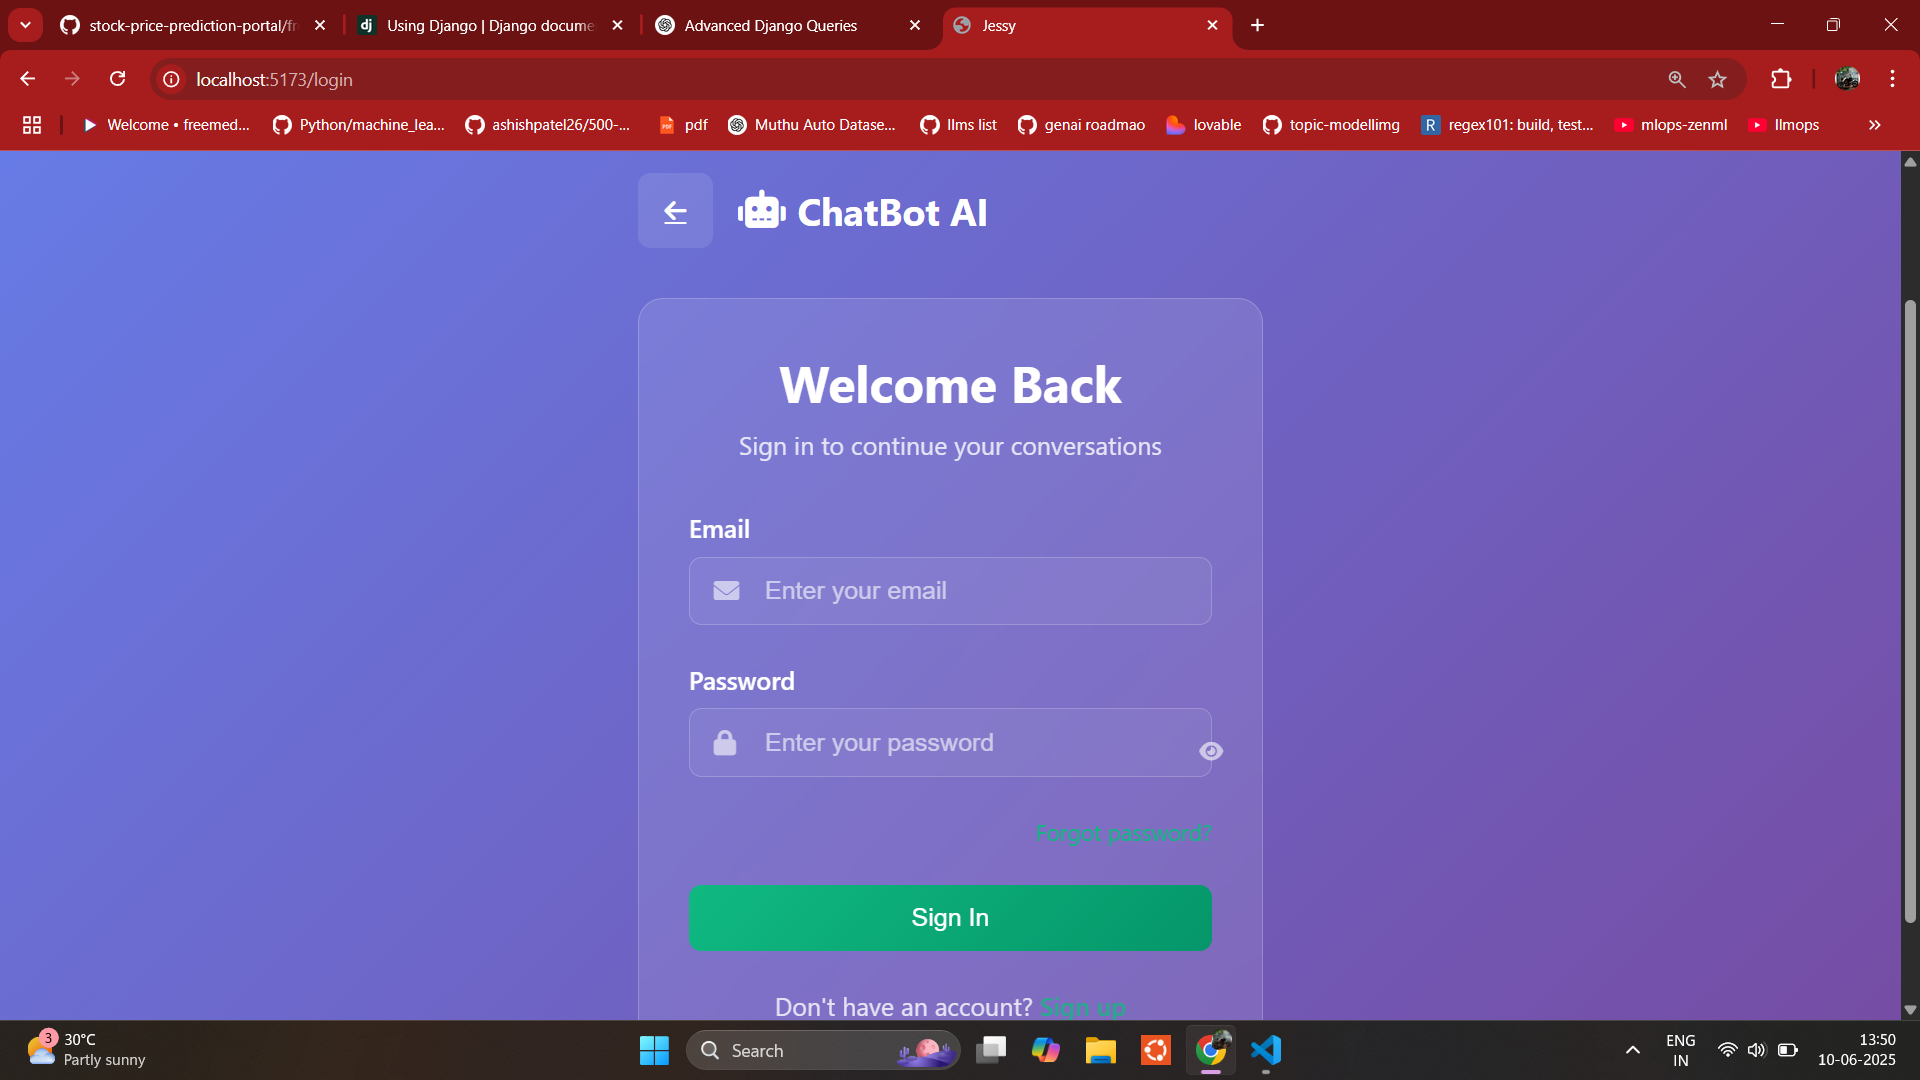 stock-price-prediction-portal/fr
Using Django | Django docume
Advanced Django Queries
Jessy
localhost:5173/login
Welcome • freemed...
Python/machine_lea...
ashishpatel26/500-...
pdf
Muthu Auto Datase...
llms list
genai roadmao
lovable
topic-modellimg
regex101: build, test...
mlops-zenml
llmops
ChatBot AI
Welcome Back
Sign in to continue your conversations
Email
Enter your email
Password
Enter your password
Forgot password?
Sign In
Don't have an account? Sign up
3
30°C
Partly sunny
Search
ENG
IN
13:50
10-06-2025